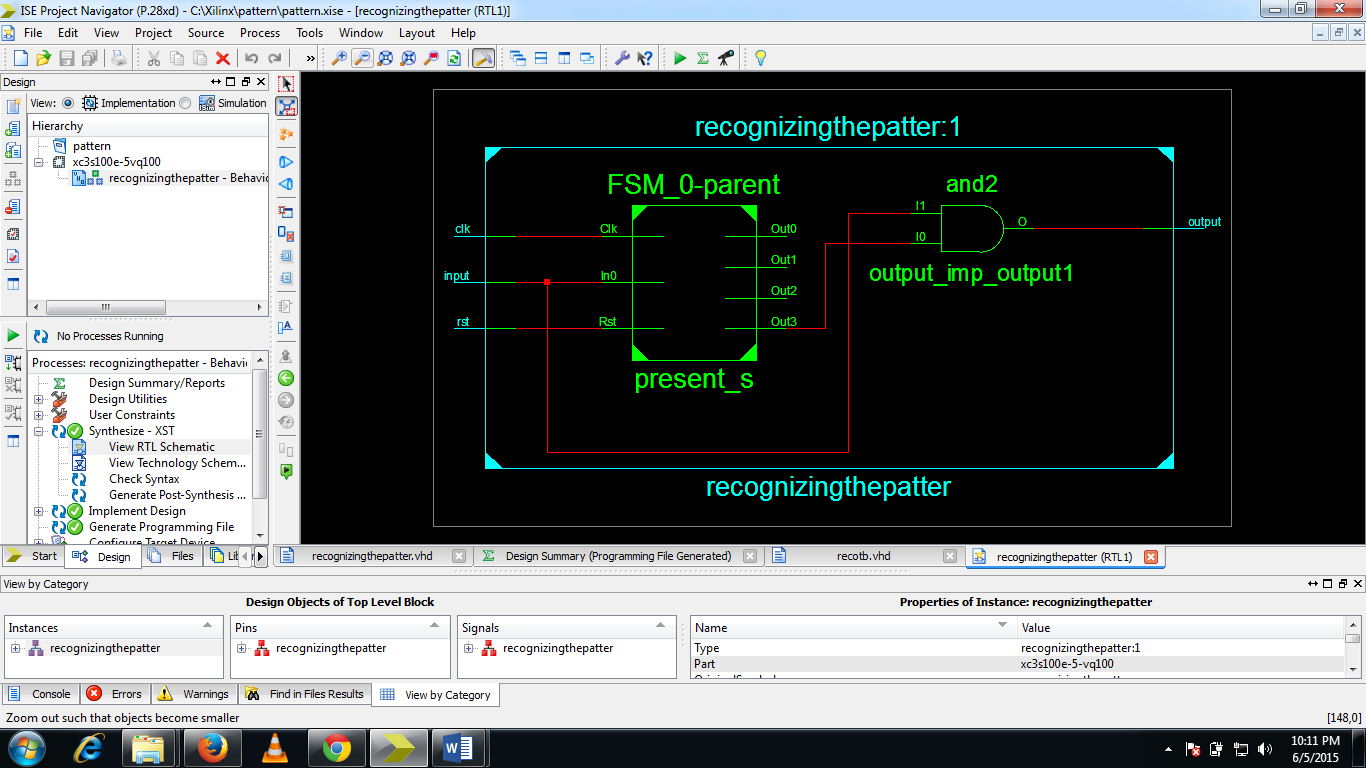 ISE Project Navigator (P.28xd) - C:\Xilinx\pattern\pattern.xise - [recognizingthepatter (RTL1)]
File Edit View Project Source Process Tools Window Layout Help
»
Design
View: Implementation Simulation
Hierarchy
pattern
xc3s100e-5vq100
recognizingthepatter - Behavio
No Processes Running
Processes: recognizingthepatter - Behavio
Design Summary/Reports
Design Utilities
User Constraints
Synthesize - XST
View RTL Schematic
View Technology Schem...
Check Syntax
Generate Post-Synthesis ...
Implement Design
Generate Programming File
Configure Target Device
Start Design Files Lib
recognizingthepatter:1
FSM_0-parent
and2
clk Clk Out0 I1 O output
input In0 Out1 I0
rst Rst Out2
Out3
output_imp_output1
present_s
recognizingthepatter
recognizingthepatter.vhd Design Summary (Programming File Generated) recotb.vhd recognizingthepatter (RTL1)
View by Category
Design Objects of Top Level Block Properties of Instance: recognizingthepatter
Instances Pins Signals Name Value
recognizingthepatter recognizingthepatter recognizingthepatter Type recognizingthepatter:1
Part xc3s100e-5-vq100
Console Errors Warnings Find in Files Results View by Category
Zoom out such that objects become smaller [148,0]
10:11 PM
6/5/2015